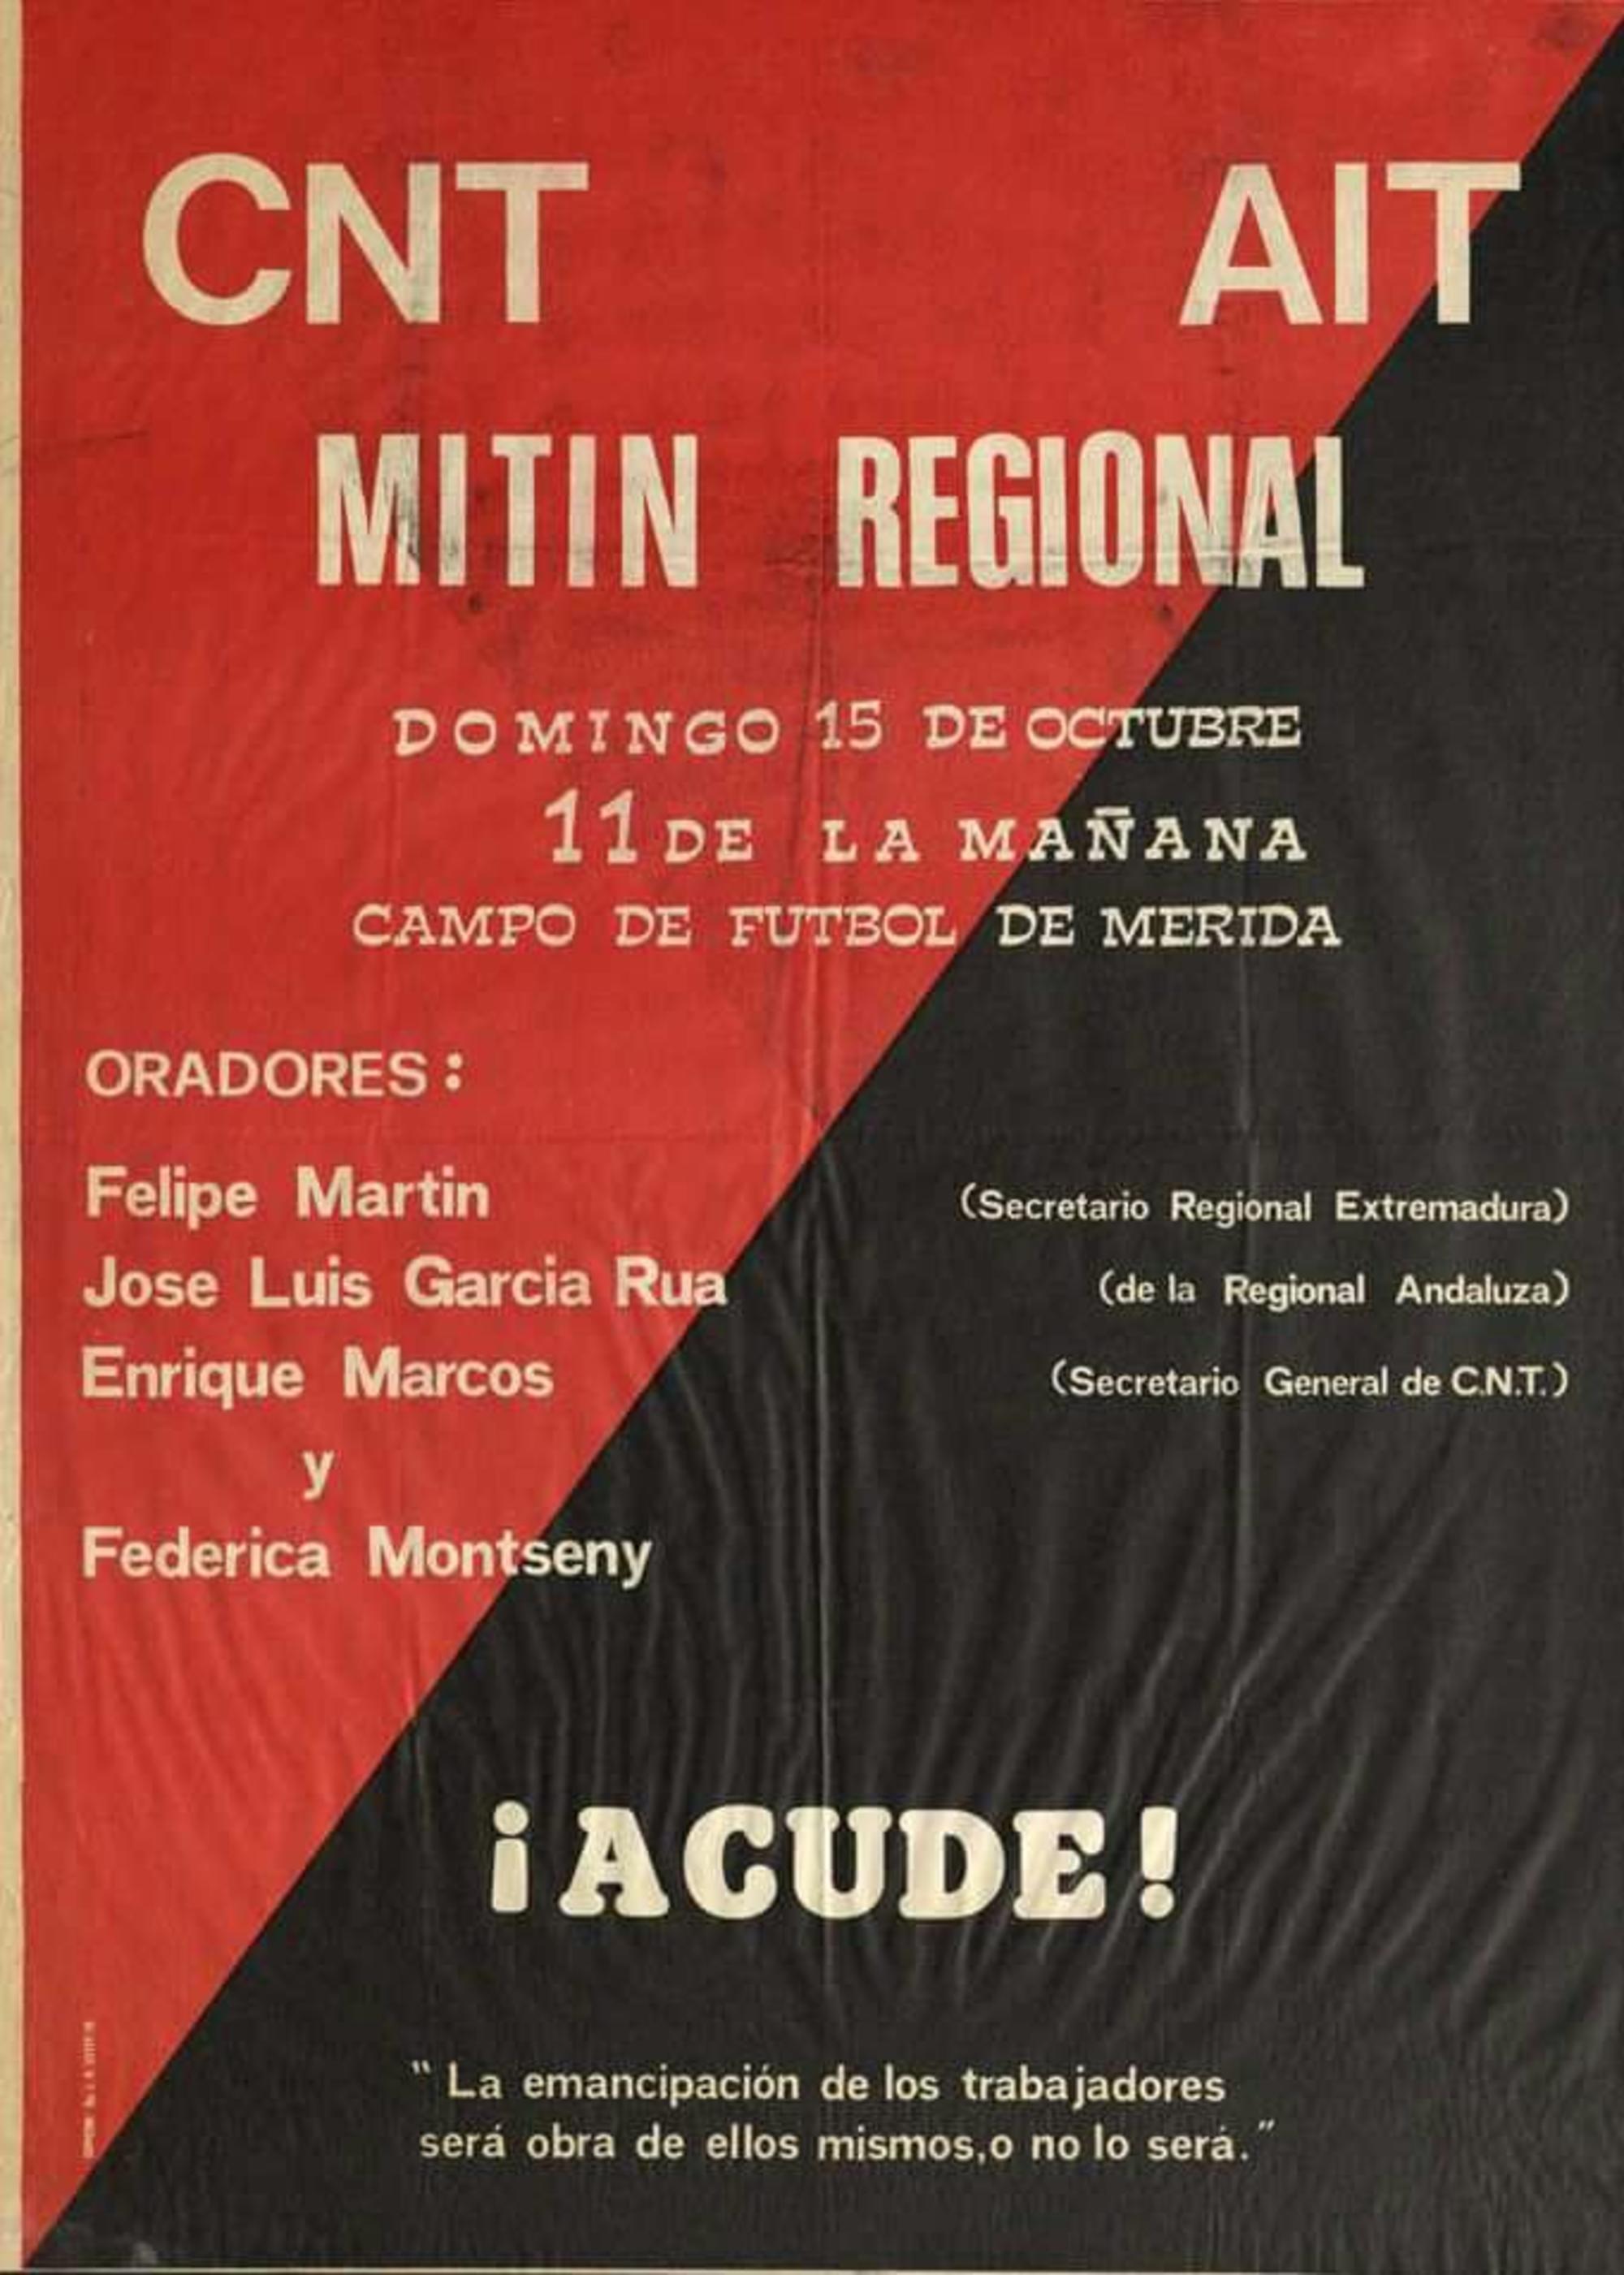 CNT AIT
MITIN REGIONAL
DOMINGO 15 DE OCTUBRE
11 DE LA MAÑANA
CAMPO DE FUTBOL DE MERIDA
ORADORES:
Felipe Martin (Secretario Regional Extremadura)
Jose Luis Garcia Rua (de la Regional Andaluza)
Enrique Marcos (Secretario General de C.N.T.)
y
Federica Montseny
¡ACUDE!
"La emancipación de los trabajadores
será obra de ellos mismos,o no lo será."